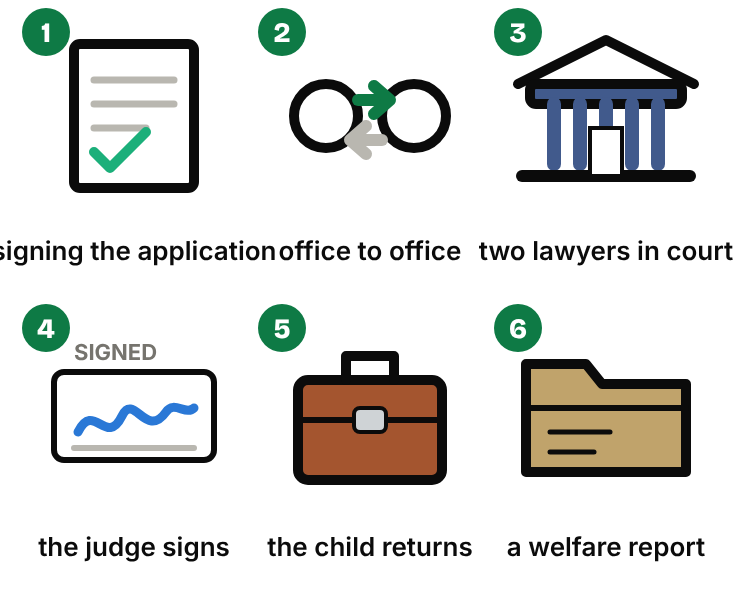 1
2
3
signing the application
office to office
two lawyers in court
4
SIGNED
5
6
the judge signs
the child returns
a welfare report